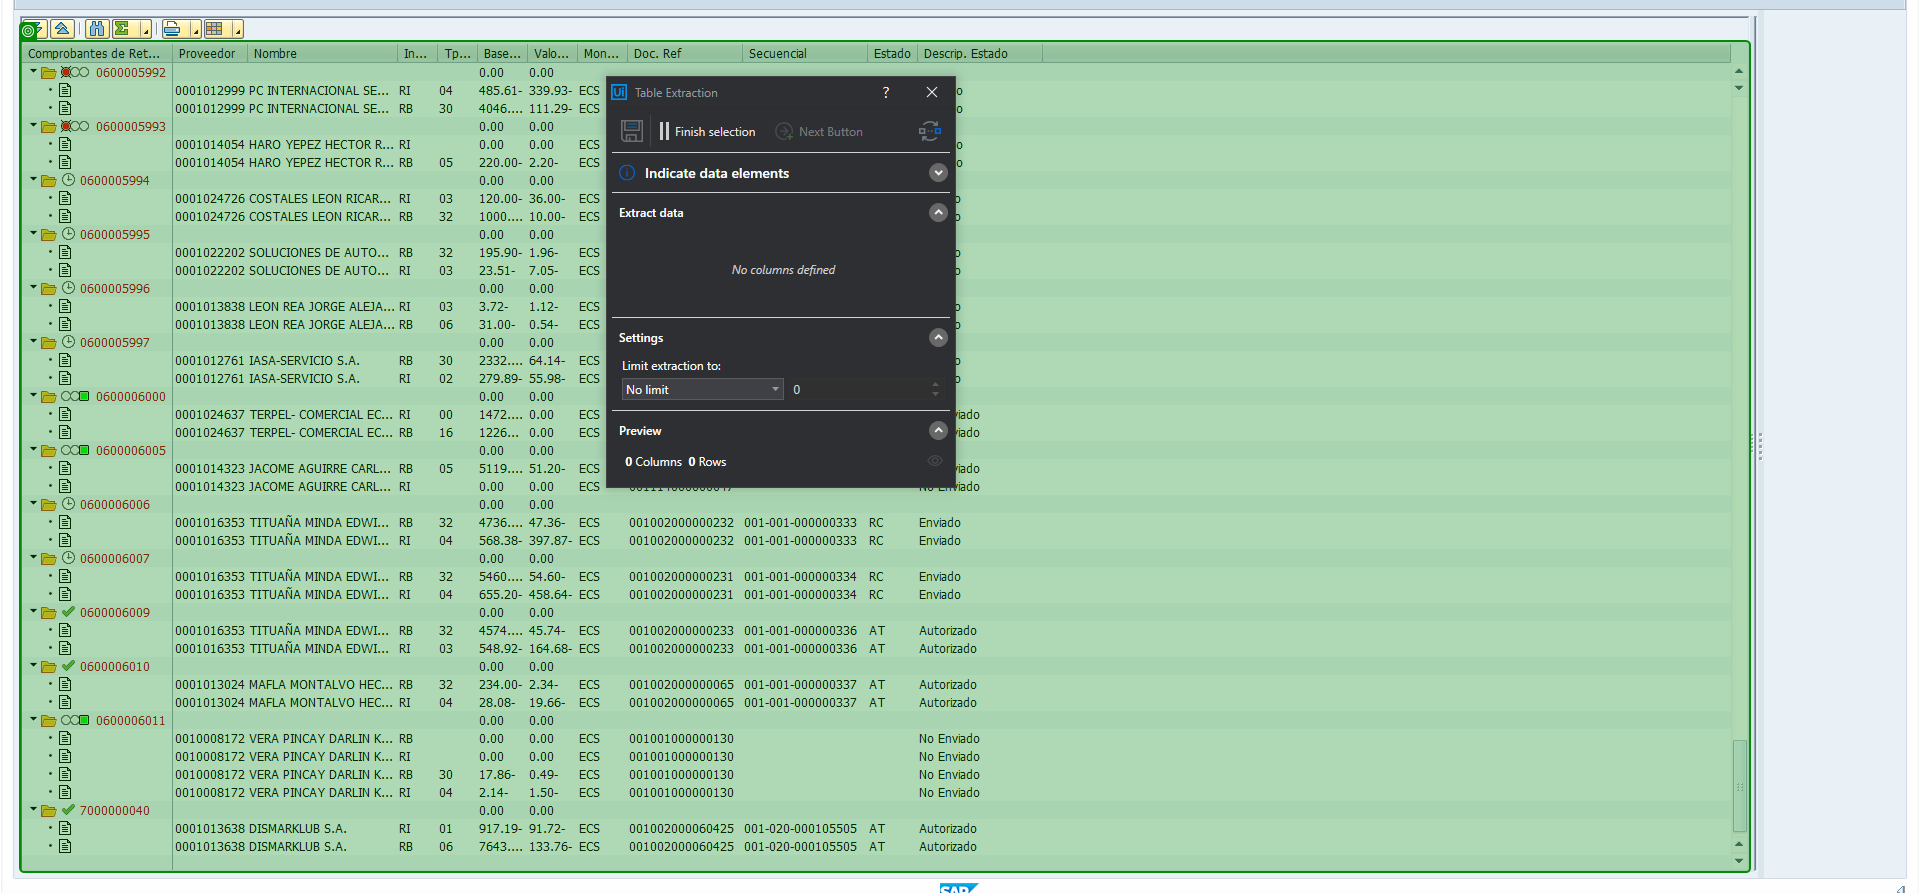 Comprobantes de Ret... Proveedor Nombre In... Tp... Base... Valo... Mon... Doc. Ref Secuencial Estado Descrip. Estado
0600005992 0.00 0.00
0001012999 PC INTERNACIONAL SE... RI 04 485.61- 339.93- ECS
0001012999 PC INTERNACIONAL SE... RB 30 4046.... 111.29- ECS
0600005993 0.00 0.00
0001014054 HARO YEPEZ HECTOR R... RI 0.00 0.00 ECS
0001014054 HARO YEPEZ HECTOR R... RB 05 220.00- 2.20- ECS
0600005994 0.00 0.00
0001024726 COSTALES LEON RICAR... RI 03 120.00- 36.00- ECS
0001024726 COSTALES LEON RICAR... RB 32 1000.... 10.00- ECS
0600005995 0.00 0.00
0001022202 SOLUCIONES DE AUTO... RB 32 195.90- 1.96- ECS
0001022202 SOLUCIONES DE AUTO... RI 03 23.51- 7.05- ECS
0600005996 0.00 0.00
0001013838 LEON REA JORGE ALEJA... RI 03 3.72- 1.12- ECS
0001013838 LEON REA JORGE ALEJA... RB 06 31.00- 0.54- ECS
0600005997 0.00 0.00
0001012761 IASA-SERVICIO S.A. RB 30 2332.... 64.14- ECS
0001012761 IASA-SERVICIO S.A. RI 02 279.89- 55.98- ECS
0600006000 0.00 0.00
0001024637 TERPEL- COMERCIAL EC... RI 00 1472.... 0.00 ECS
0001024637 TERPEL- COMERCIAL EC... RB 16 1226... 0.00 ECS
0600006005 0.00 0.00
0001014323 JACOME AGUIRRE CARL... RB 05 5119.... 51.20- ECS
0001014323 JACOME AGUIRRE CARL... RI 0.00 0.00 ECS
0600006006 0.00 0.00
0001016353 TITUAÑA MINDA EDWI... RB 32 4736.... 47.36- ECS 001002000000232 001-001-000000333 RC Enviado
0001016353 TITUAÑA MINDA EDWI... RI 04 568.38- 397.87- ECS 001002000000232 001-001-000000333 RC Enviado
0600006007 0.00 0.00
0001016353 TITUAÑA MINDA EDWI... RB 32 5460.... 54.60- ECS 001002000000231 001-001-000000334 RC Enviado
0001016353 TITUAÑA MINDA EDWI... RI 04 655.20- 458.64- ECS 001002000000231 001-001-000000334 RC Enviado
0600006009 0.00 0.00
0001016353 TITUAÑA MINDA EDWI... RB 32 4574.... 45.74- ECS 001002000000233 001-001-000000336 AT Autorizado
0001016353 TITUAÑA MINDA EDWI... RI 03 548.92- 164.68- ECS 001002000000233 001-001-000000336 AT Autorizado
0600006010 0.00 0.00
0001013024 MAFLA MONTALVO HEC... RB 32 234.00- 2.34- ECS 001002000000065 001-001-000000337 AT Autorizado
0001013024 MAFLA MONTALVO HEC... RI 04 28.08- 19.66- ECS 001002000000065 001-001-000000337 AT Autorizado
0600006011 0.00 0.00
0010008172 VERA PINCAY DARLIN K... RB 0.00 0.00 ECS 001001000000130 No Enviado
0010008172 VERA PINCAY DARLIN K... RI 0.00 0.00 ECS 001001000000130 No Enviado
0010008172 VERA PINCAY DARLIN K... RB 30 17.86- 0.49- ECS 001001000000130 No Enviado
0010008172 VERA PINCAY DARLIN K... RI 04 2.14- 1.50- ECS 001001000000130 No Enviado
7000000040 0.00 0.00
0001013638 DISMARKLUB S.A. RI 01 917.19- 91.72- ECS 001002000060425 001-020-000105505 AT Autorizado
0001013638 DISMARKLUB S.A. RB 06 7643.... 133.76- ECS 001002000060425 001-020-000105505 AT Autorizado
Ui Table Extraction ?
Finish selection Next Button
Indicate data elements
Extract data
No columns defined
Settings
Limit extraction to:
No limit 0
Preview
0 Columns 0 Rows
SAP